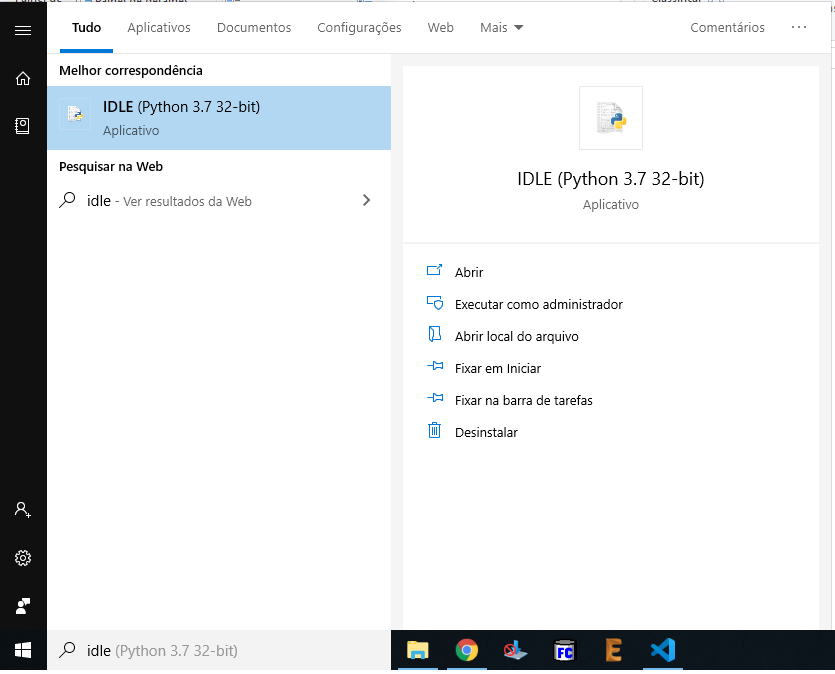 Tudo Aplicativos Documentos Configurações Web Mais Comentários ...
Melhor correspondência
IDLE (Python 3.7 32-bit)
Aplicativo
Pesquisar na Web
idle - Ver resultados da Web
IDLE (Python 3.7 32-bit)
Aplicativo
Abrir
Executar como administrador
Abrir local do arquivo
Fixar em Iniciar
Fixar na barra de tarefas
Desinstalar
idle (Python 3.7 32-bit)
FC
E